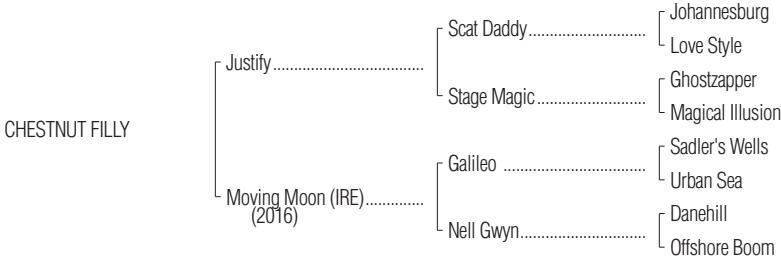 Johannesburg
Scat Daddy..............................
Love Style
Justify.......................................
Ghostzapper
Stage Magic............................
Magical Illusion
CHESTNUT FILLY
Sadler's Wells
Galileo ....................................
Urban Sea
Moving Moon (IRE)...............
(2016)
Danehill
Nell Gwyn................................
Offshore Boom